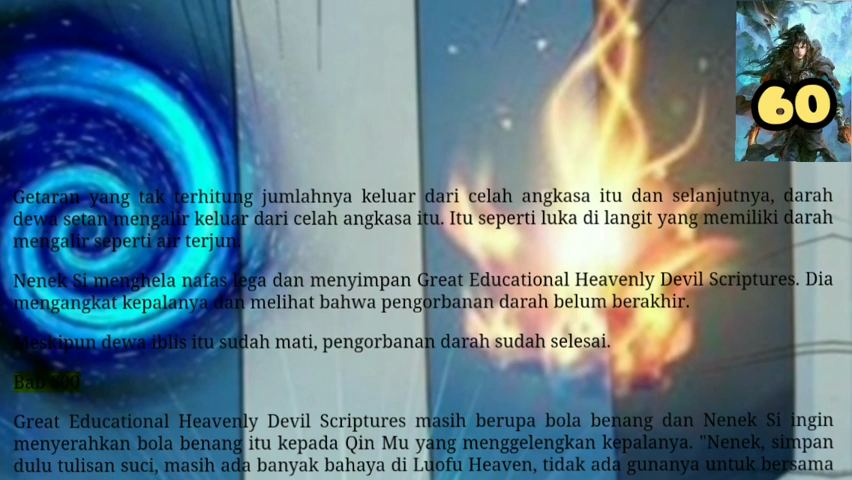 60
Getaran yang tak terhitung jumlahnya keluar dari celah angkasa itu dan selanjutnya, darah
dewa setan mengalir keluar dari celah angkasa itu. Itu seperti luka di langit yang memiliki darah
mengalir seperti air terjun.
Nenek Si menghela nafas lega dan menyimpan Great Educational Heavenly Devil Scriptures. Dia
mengangkat kepalanya dan melihat bahwa pengorbanan darah belum berakhir.
Meskipun dewa iblis itu sudah mati, pengorbanan darah sudah selesai.
Bab 600
Great Educational Heavenly Devil Scriptures masih berupa bola benang dan Nenek Si ingin
menyerahkan bola benang itu kepada Qin Mu yang menggelengkan kepalanya. "Nenek, simpan
dulu tulisan suci, masih ada banyak bahaya di Luofu Heaven, tidak ada gunanya untuk bersama